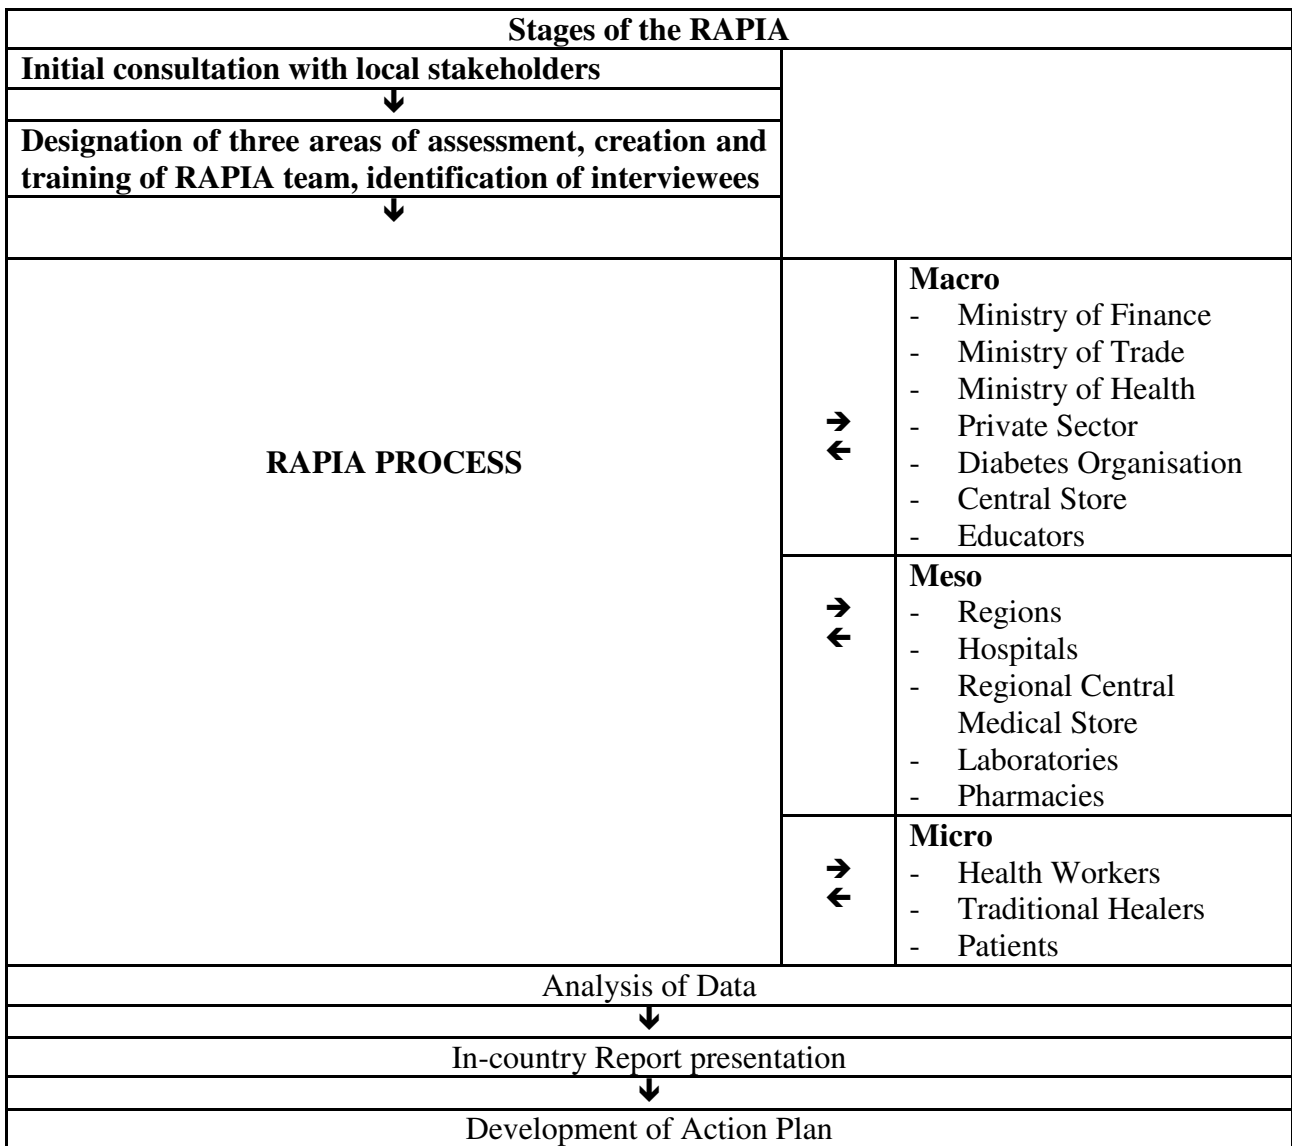 Stages of the RAPIA
Initial consultation with local stakeholders
🡻
Designation of three areas of assessment, creation and
training of RAPIA team, identification of interviewees
🡻
RAPIA PROCESS
🡺
🡸
Macro
- Ministry of Finance
- Ministry of Trade
- Ministry of Health
- Private Sector
- Diabetes Organisation
- Central Store
- Educators
🡺
🡸
Meso
- Regions
- Hospitals
- Regional Central
Medical Store
- Laboratories
- Pharmacies
🡺
🡸
Micro
- Health Workers
- Traditional Healers
- Patients
Analysis of Data
🡻
In-country Report presentation
🡻
Development of Action Plan